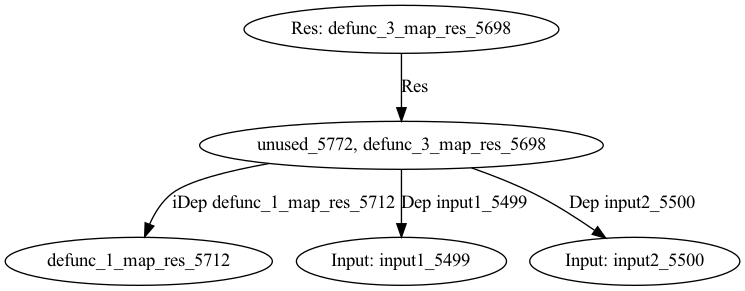 Res: defunc_3_map_res_5698
Res
unused_5772, defunc_3_map_res_5698
iDep defunc_1_map_res_5712
Dep input1_5499
Dep input2_5500
defunc_1_map_res_5712
Input: input1_5499
Input: input2_5500